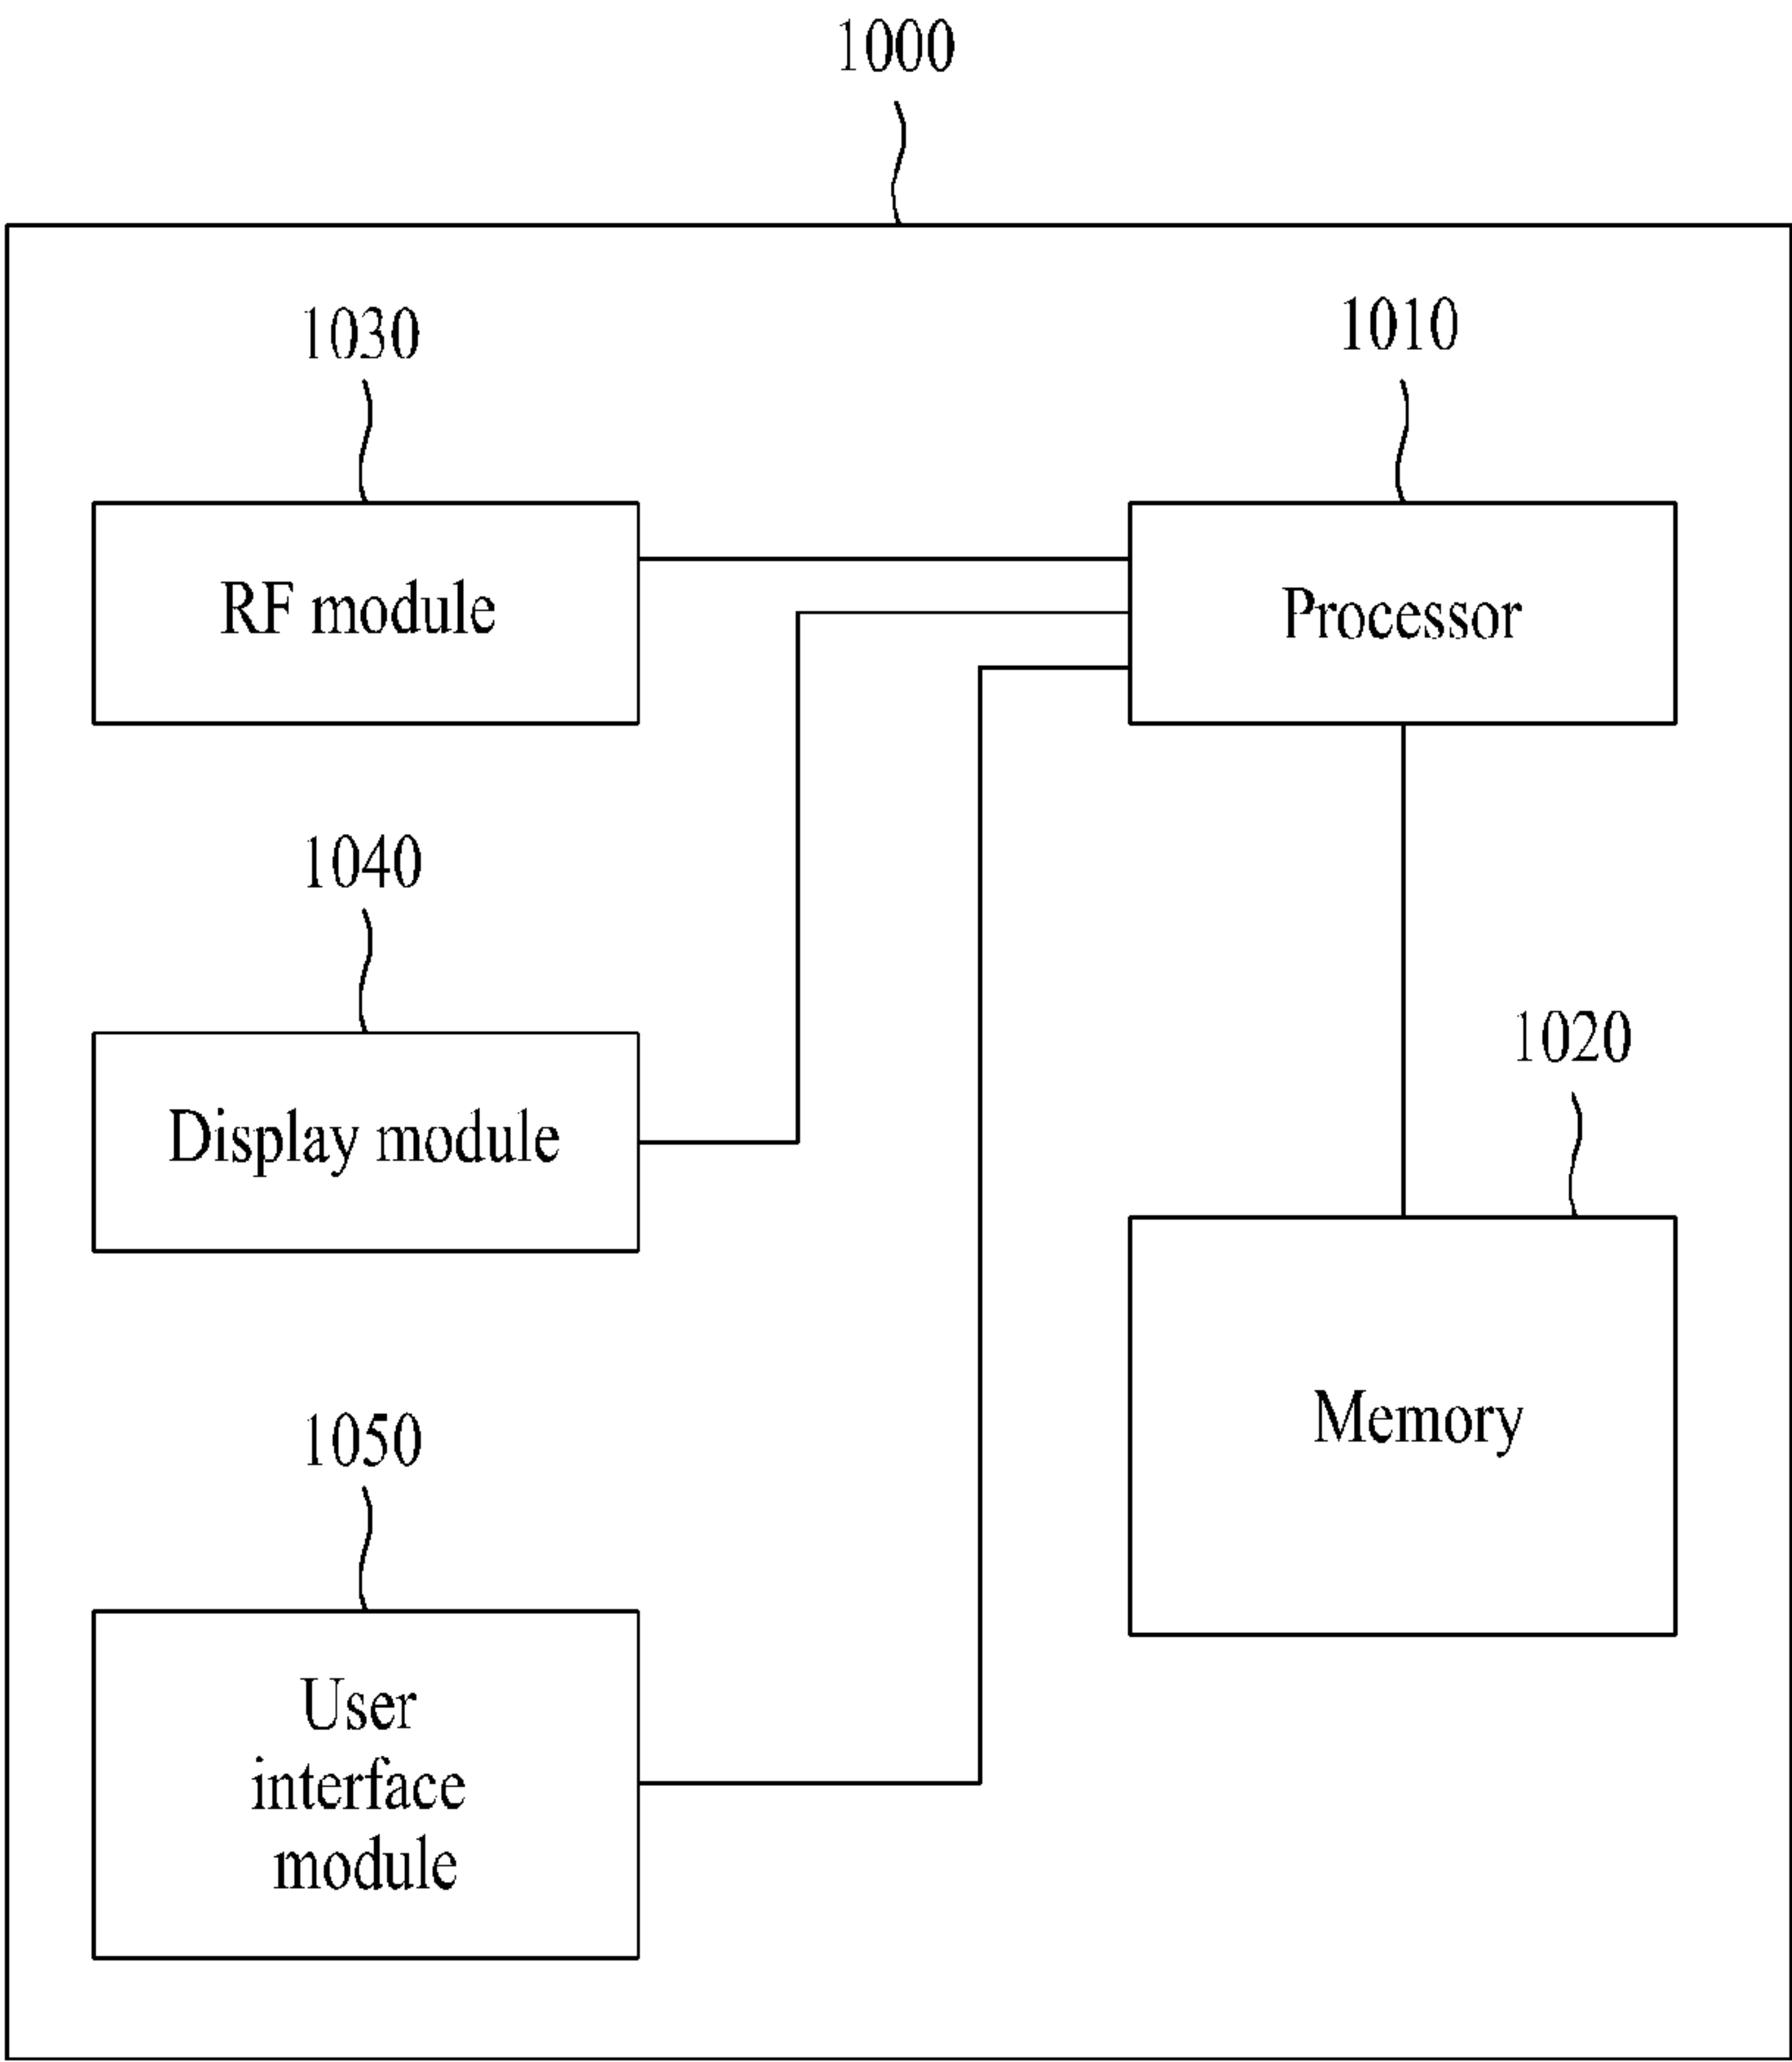 1000
1030
1010
RF module
Processor
1040
1020
Display module
Memory
1050
User
interface
module